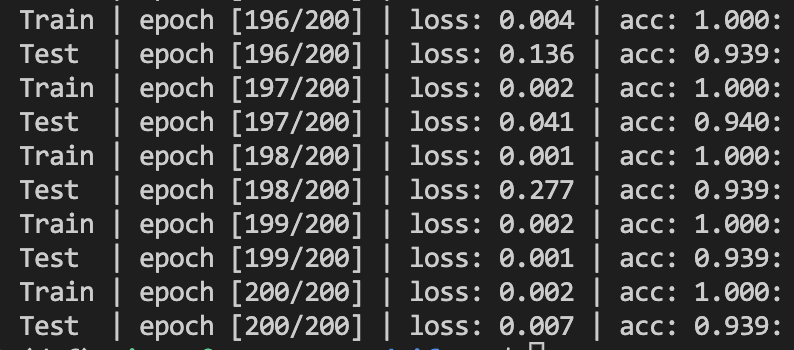 Train | epoch [196/200] | loss: 0.004 | acc: 1.000:
Test | epoch [196/200] | loss: 0.136 | acc: 0.939:
Train | epoch [197/200] | loss: 0.002 | acc: 1.000:
Test | epoch [197/200] | loss: 0.041 | acc: 0.940:
Train | epoch [198/200] | loss: 0.001 | acc: 1.000:
Test | epoch [198/200] | loss: 0.277 | acc: 0.939:
Train | epoch [199/200] | loss: 0.002 | acc: 1.000:
Test | epoch [199/200] | loss: 0.001 | acc: 0.939:
Train | epoch [200/200] | loss: 0.002 | acc: 1.000:
Test | epoch [200/200] | loss: 0.007 | acc: 0.939: